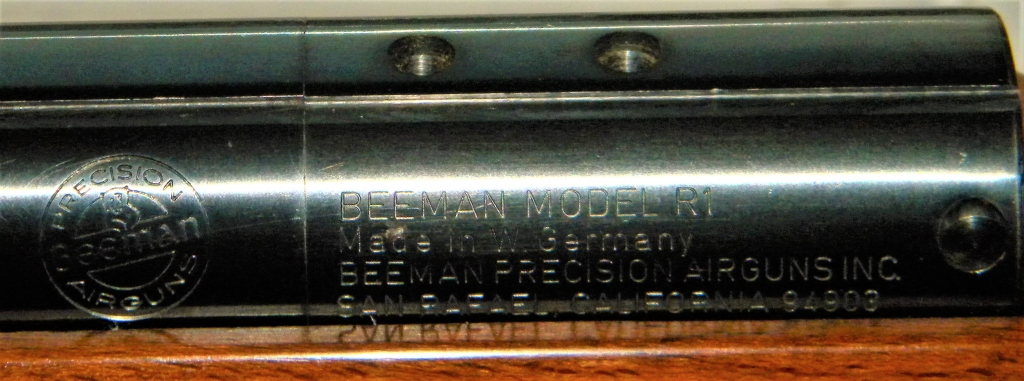 PRECISION
Beeman
AIRGUNS
BEEMAN MODEL R1
Made in W. Germany
BEEMAN PRECISION AIRGUNS INC.
SAN RAFAEL, CALIFORNIA 94903